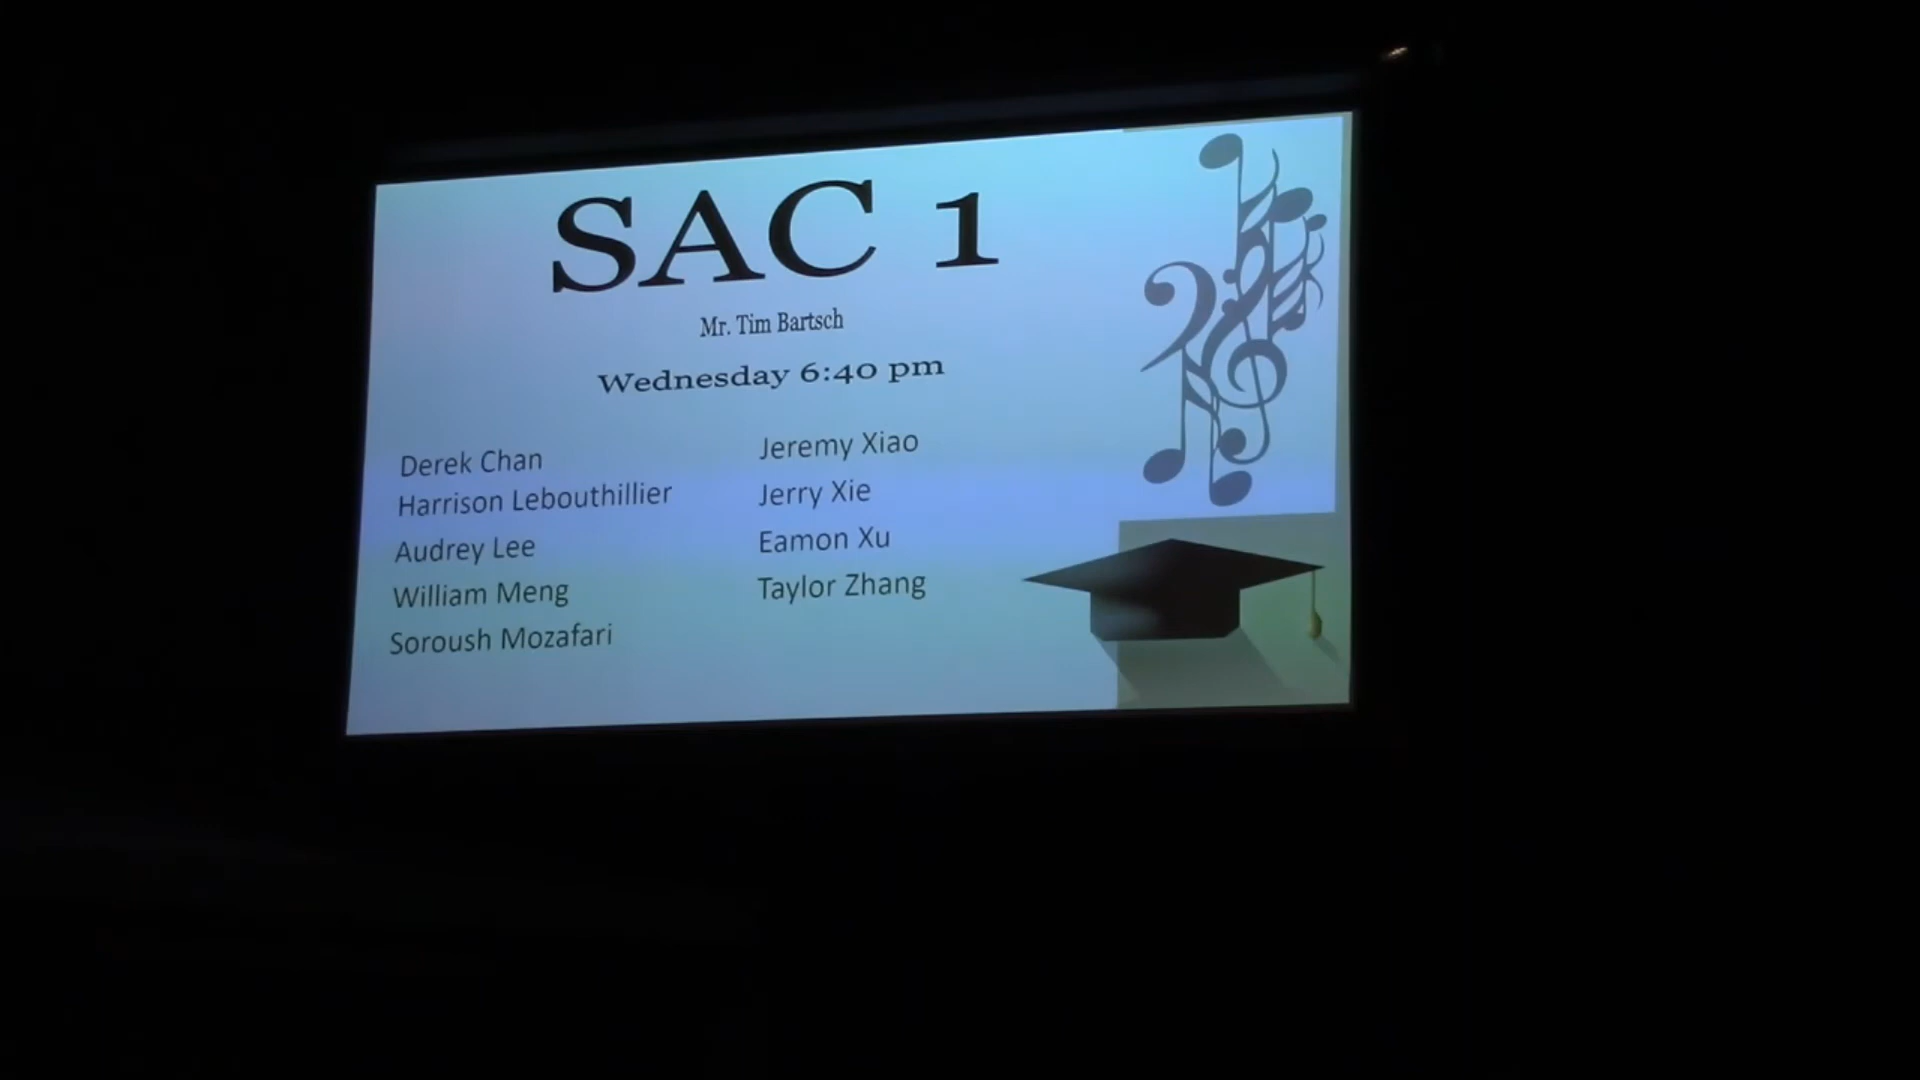 SAC 1
Mr. Tim Bartsch
Wednesday 6:40 pm
Derek Chan
Harrison Lebouthillier
Audrey Lee
William Meng
Soroush Mozafari
Jeremy Xiao
Jerry Xie
Eamon Xu
Taylor Zhang